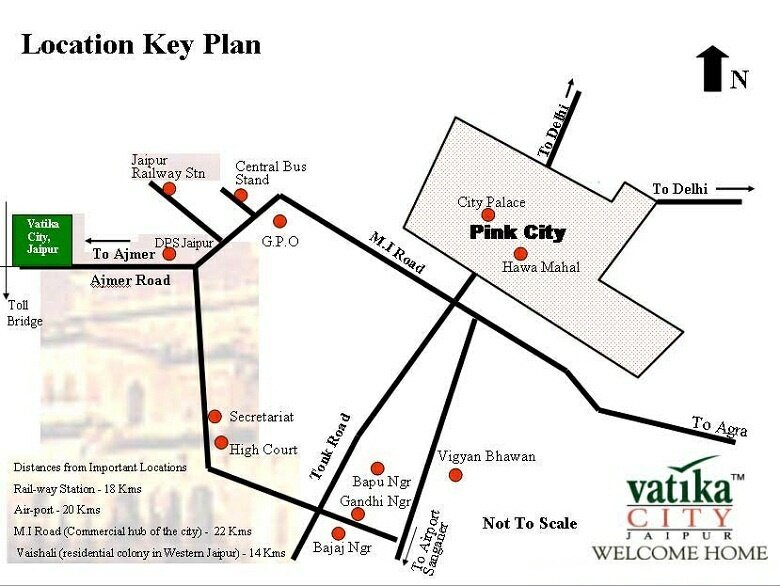 Location Key Plan
N
To Delhi
To Delhi
Jaipur
Railway Stn
Central Bus
Stand
City Palace
Pink City
Hawa Mahal
Vatika
City,
Jaipur
DPS Jaipur
G.P.O
M.I Road
To Ajmer
Ajmer Road
Toll
Bridge
Secretariat
High Court
Tonk Road
To Agra
Vigyan Bhawan
Bapu Ngr
Gandhi Ngr
Bajaj Ngr
To Airport
Sanganer
Not To Scale
Distances from Important Locations
Rail-way Station - 18 Kms
Air-port - 20 Kms
M.I Road (Commercial hub of the city) - 22 Kms
Vaishali (residential colony in Western Jaipur) - 14 Kms
vatika™
CITY
JAIPUR
WELCOME HOME